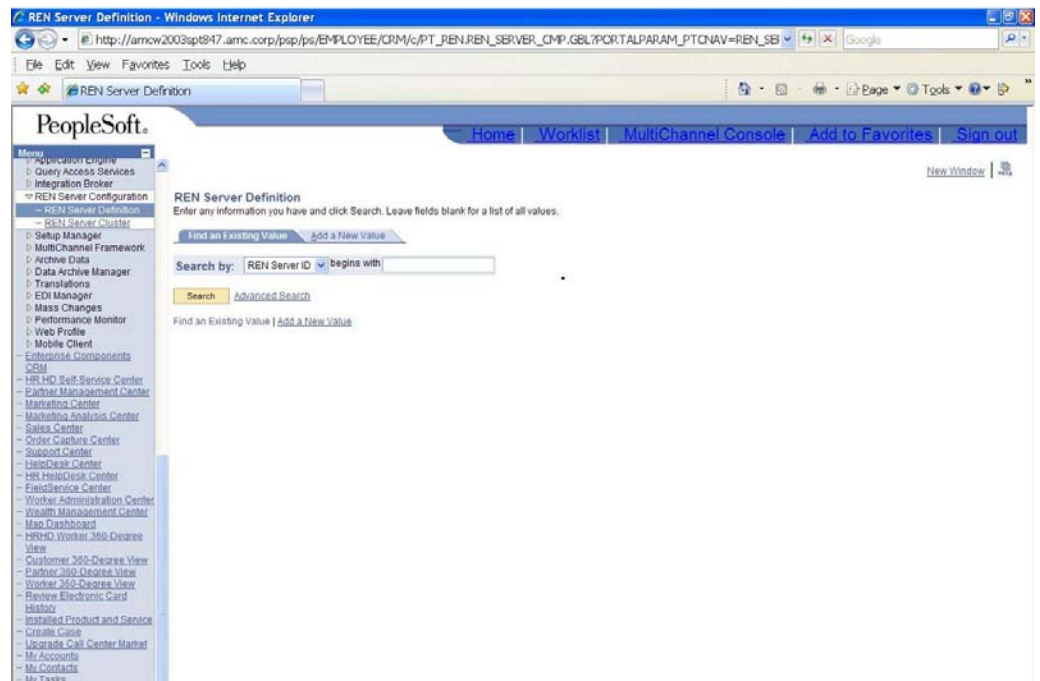 REN Server Definition - Windows Internet Explorer
http://amcw2003spt847.amc.corp/psp/ps/EMPLOYEE/CRM/c/PT_REN.REN_SERVER_CMP.GBL?PORTALPARAM_PTCNAV=REN_SE
Google
File Edit View Favorites Tools Help
REN Server Definition
Page Tools
PeopleSoft.
Home Worklist MultiChannel Console Add to Favorites Sign out
Menu
Application Engine
Query Access Services
Integration Broker
REN Server Configuration
REN Server Definition
REN Server Cluster
Setup Manager
MultiChannel Framework
Archive Data
Data Archive Manager
Translations
EDI Manager
Mass Changes
Performance Monitor
Web Profile
Mobile Client
Enterprise Components
CRM
HR HD Self-Service Center
Partner Management Center
Marketing Center
Marketing Analysis Center
Sales Center
Order Capture Center
Support Center
HelpDesk Center
HR HelpDesk Center
FieldService Center
Worker Administration Center
Wealth Management Center
Map Dashboard
HRHD Worker 360-Degree
View
Customer 360-Degree View
Partner 360-Degree View
Worker 360-Degree View
Review Electronic Card
History
Installed Product and Service
Create Case
Upgrade Call Center Market
My Accounts
My Contacts
My Tasks
New Window
REN Server Definition
Enter any information you have and click Search. Leave fields blank for a list of all values.
Find an Existing Value Add a New Value
Search by: REN Server ID begins with
Search Advanced Search
Find an Existing Value | Add a New Value